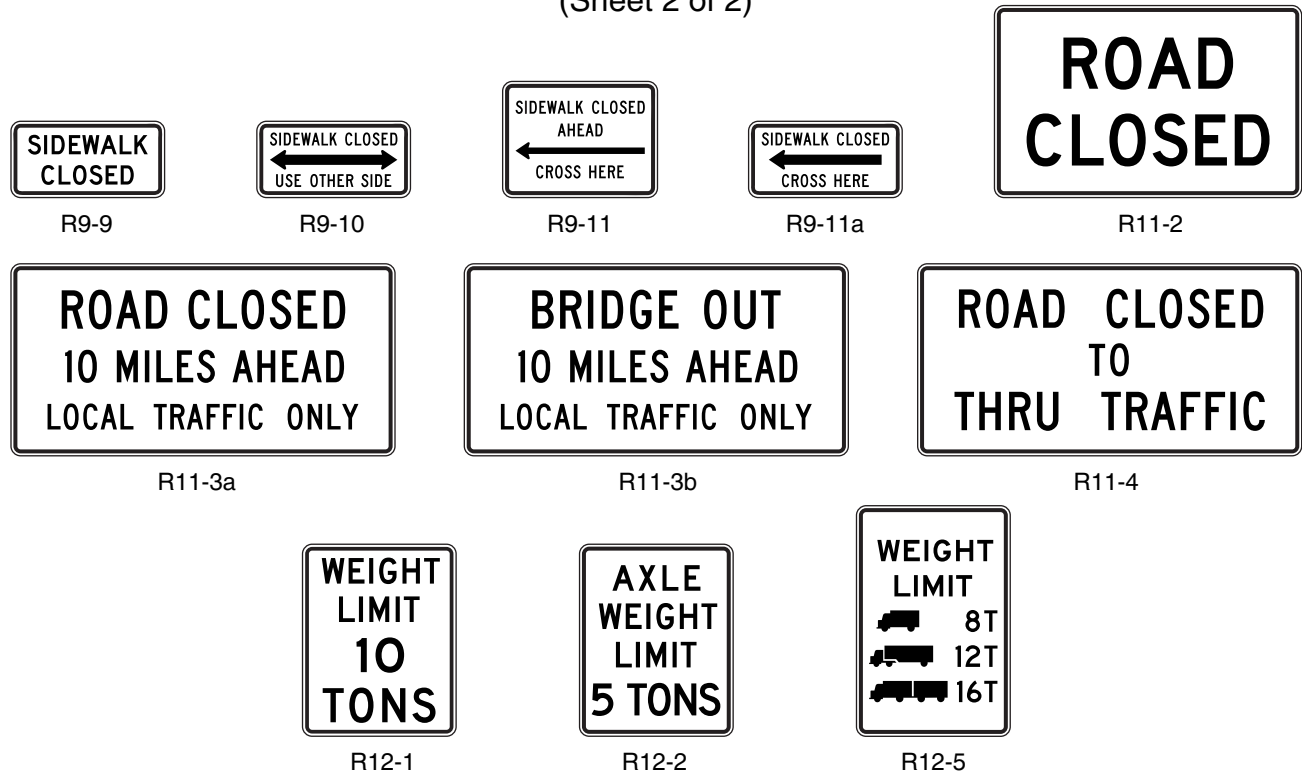 (Sheet 2 of 2)
SIDEWALK
CLOSED
R9-9
SIDEWALK CLOSED
USE OTHER SIDE
R9-10
SIDEWALK CLOSED
AHEAD
CROSS HERE
R9-11
SIDEWALK CLOSED
CROSS HERE
R9-11a
ROAD
CLOSED
R11-2
ROAD CLOSED
10 MILES AHEAD
LOCAL TRAFFIC ONLY
R11-3a
BRIDGE OUT
10 MILES AHEAD
LOCAL TRAFFIC ONLY
R11-3b
ROAD CLOSED
TO
THRU TRAFFIC
R11-4
WEIGHT
LIMIT
10
TONS
R12-1
AXLE
WEIGHT
LIMIT
5 TONS
R12-2
WEIGHT
LIMIT
8T
12T
16T
R12-5